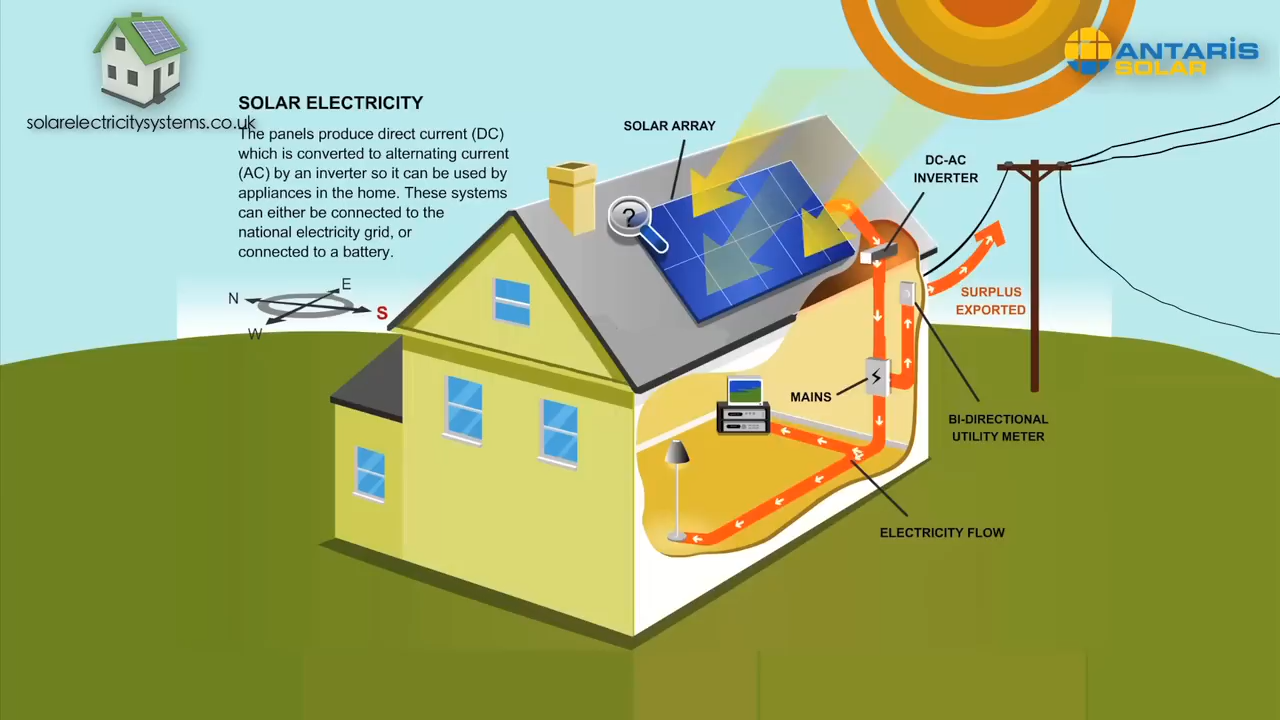 solarelectricitysystems.co.uk
ANTARIS
SOLAR
SOLAR ELECTRICITY
The panels produce direct current (DC)
which is converted to alternating current
(AC) by an inverter so it can be used by
appliances in the home. These systems
can either be connected to the
national electricity grid, or
connected to a battery.
N
E
S
W
SOLAR ARRAY
?
DC-AC
INVERTER
SURPLUS
EXPORTED
MAINS
BI-DIRECTIONAL
UTILITY METER
ELECTRICITY FLOW